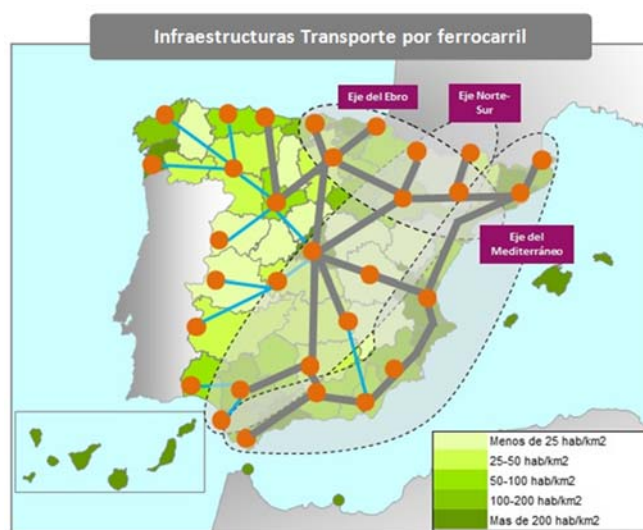 Infraestructuras Transporte por ferrocarril
Eje del Ebro
Eje Norte-
Sur
Eje del
Mediterráneo
Menos de 25 hab/km2
25-50 hab/km2
50-100 hab/km2
100-200 hab/km2
Mas de 200 hab/km2